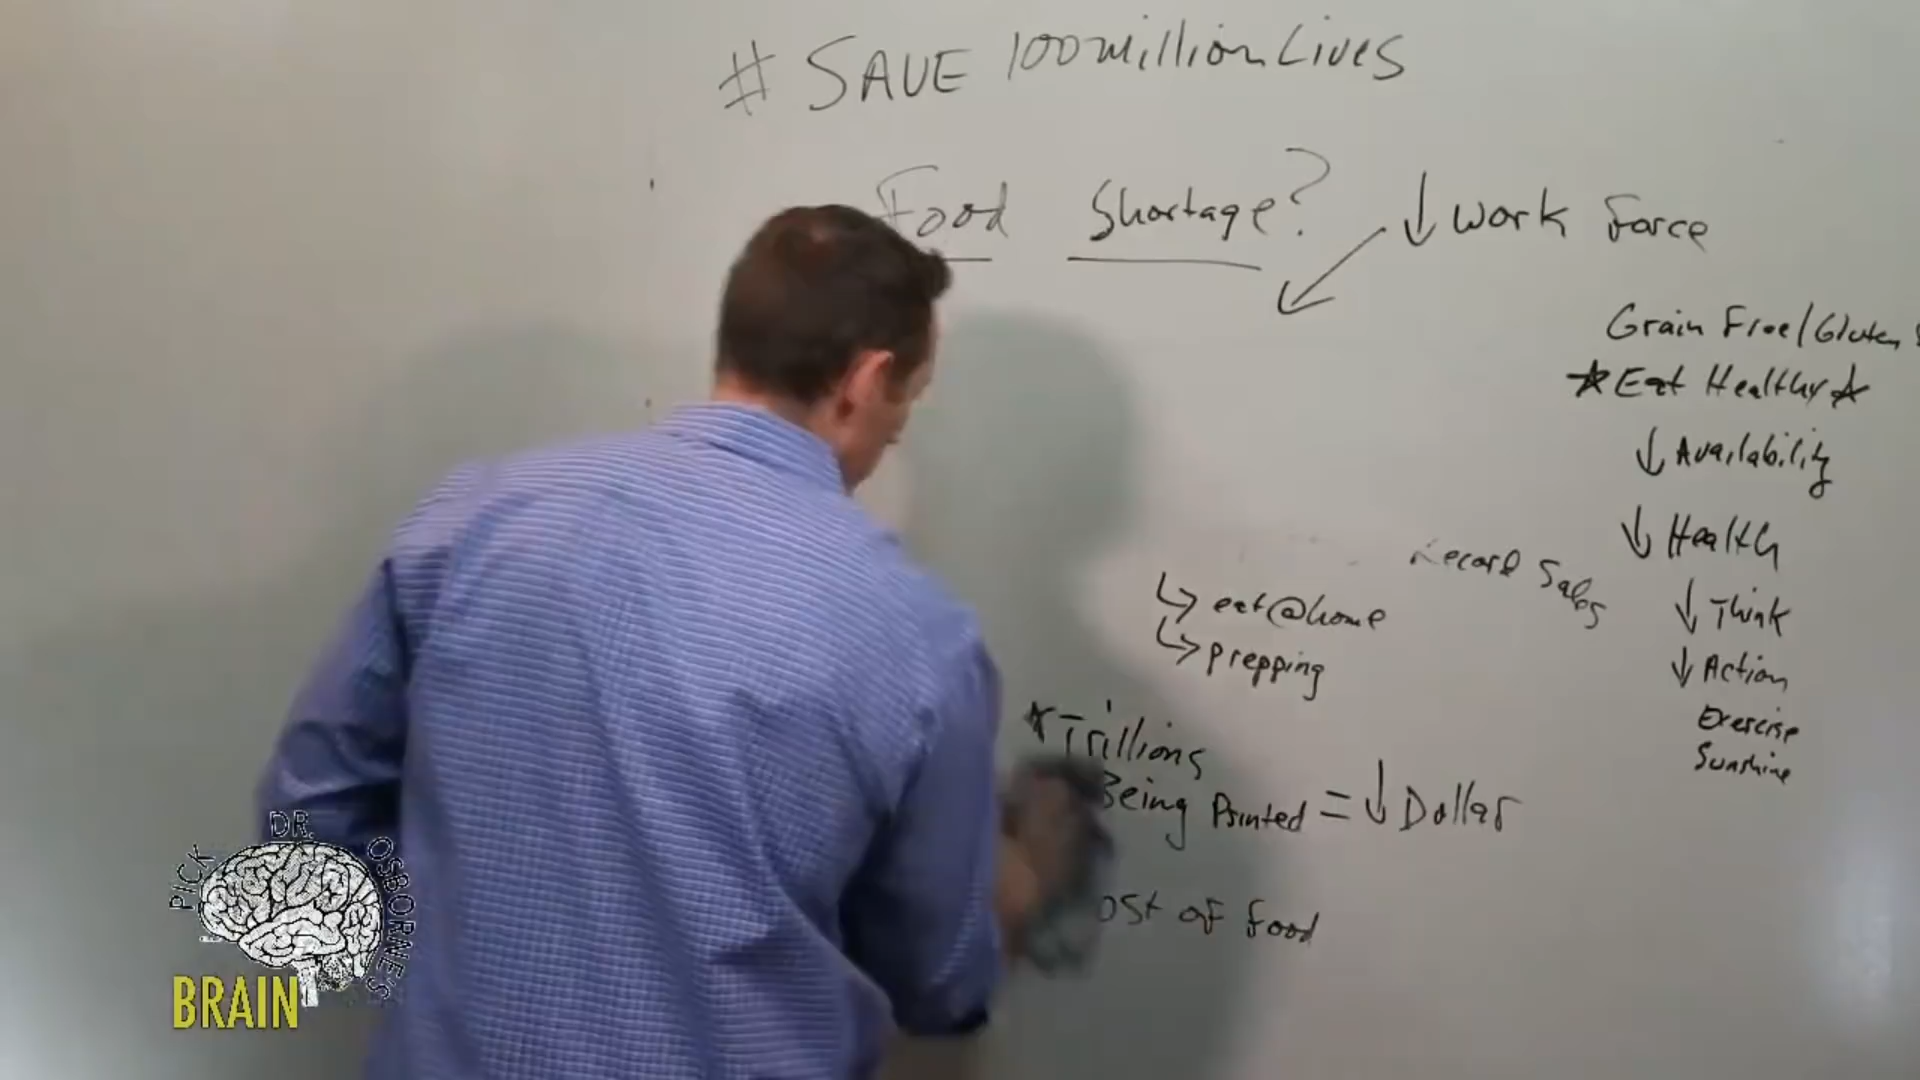 # SAVE 100 million Lives
Food Shortage?
↓ Work Force
Grain Free/Gluten
★ Eat Healthy ★
↓ Availability
↓ Health
↓ Think
↓ Action
Exercise
Sunshine
Record Sales
↳ eat@home
↳ prepping
★ Trillions
Being Printed = ↓ Dollar
ost of Food
PICK DR. OSBORNE'S
BRAIN